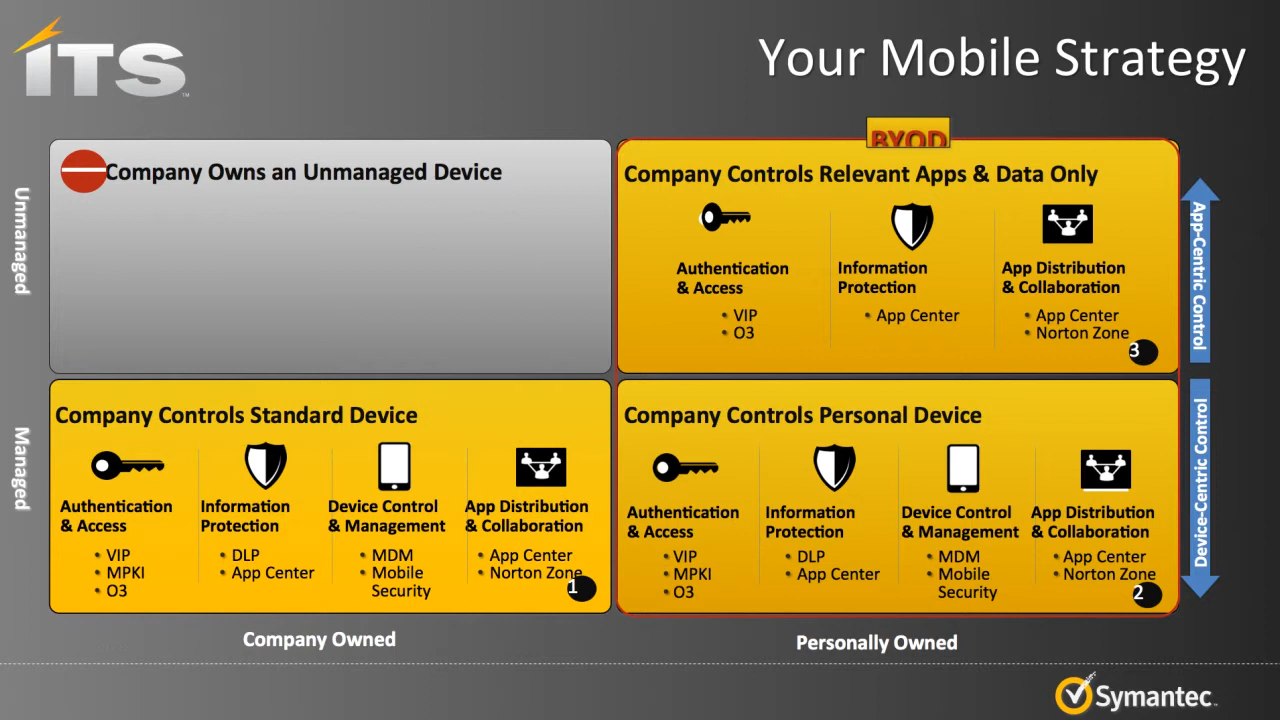 iTS
™
Your Mobile Strategy
BYOD
Company Owns an Unmanaged Device
Unmanaged
Company Controls Relevant Apps & Data Only
Authentication
& Access
• VIP
• O3
Information
Protection
• App Center
App Distribution
& Collaboration
• App Center
• Norton Zone
3
App-Centric Control
Managed
Company Controls Standard Device
Authentication
& Access
• VIP
• MPKI
• O3
Information
Protection
• DLP
• App Center
Device Control
& Management
• MDM
• Mobile
Security
App Distribution
& Collaboration
• App Center
• Norton Zone
1
Company Controls Personal Device
Authentication
& Access
• VIP
• MPKI
• O3
Information
Protection
• DLP
• App Center
Device Control
& Management
• MDM
• Mobile
Security
App Distribution
& Collaboration
• App Center
• Norton Zone
2
Device-Centric Control
Company Owned
Personally Owned
Symantec™